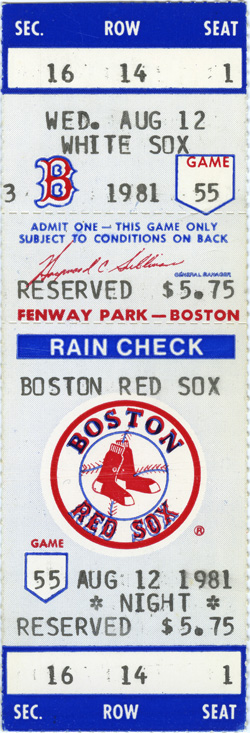 SEC. ROW SEAT
16 14 1
WED. AUG 12
WHITE SOX
GAME
3 B 1981 55
ADMIT ONE — THIS GAME ONLY
SUBJECT TO CONDITIONS ON BACK
Haywood C. Sullivan
GENERAL MANAGER
RESERVED $5.75
FENWAY PARK — BOSTON
RAIN CHECK
BOSTON RED SOX
BOSTON
RED SOX
®
GAME
55 AUG 12 1981
* NIGHT *
RESERVED $5.75
16 14 1
SEC. ROW SEAT